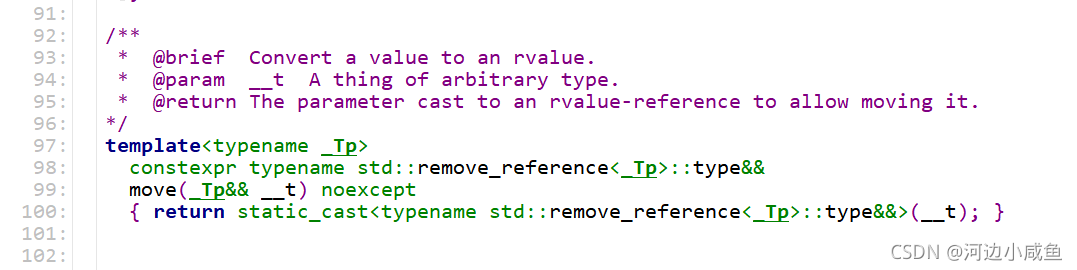 91:
92: /**
93: *  @brief  Convert a value to an rvalue.
94: *  @param  __t  A thing of arbitrary type.
95: *  @return The parameter cast to an rvalue-reference to allow moving it.
96: */
97: template<typename _Tp>
98: constexpr typename std::remove_reference<_Tp>::type&&
99: move(_Tp&& __t) noexcept
100: { return static_cast<typename std::remove_reference<_Tp>::type&&>(__t); }
101:
102:
CSDN @河边小咸鱼